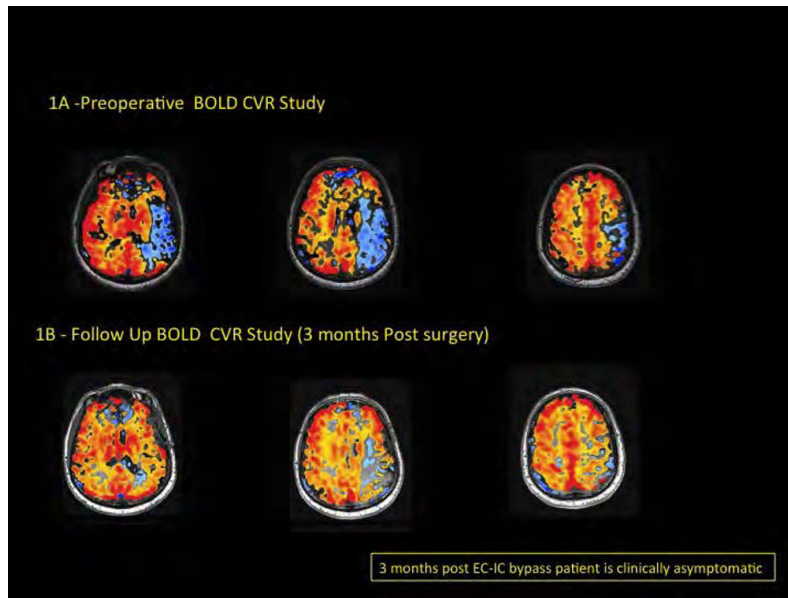 1A -Preoperative BOLD CVR Study
1B - Follow Up BOLD CVR Study (3 months Post surgery)
3 months post EC-IC bypass patient is clinically asymptomatic